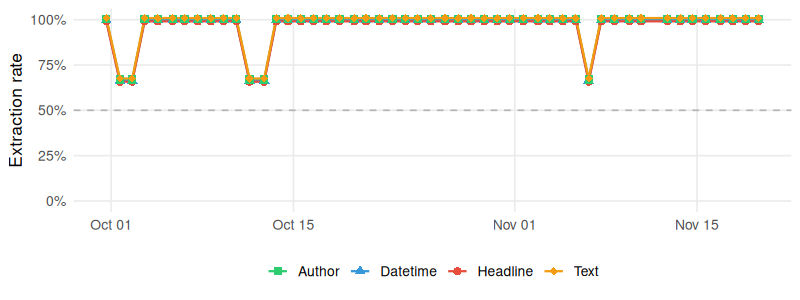 Extraction rate
100%
75%
50%
25%
0%
Oct 01
Oct 15
Nov 01
Nov 15
Author
Datetime
Headline
Text